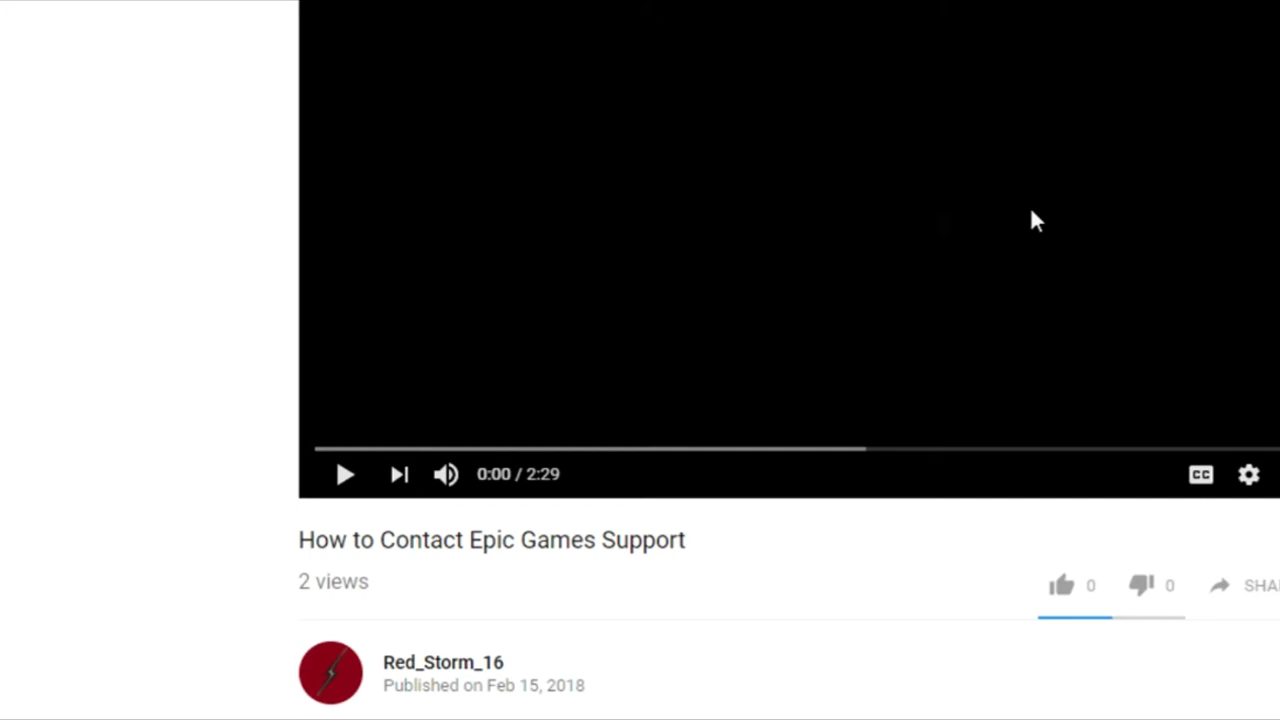 0:00 / 2:29
CC
How to Contact Epic Games Support
2 views
0
0
Red_Storm_16
Published on Feb 15, 2018